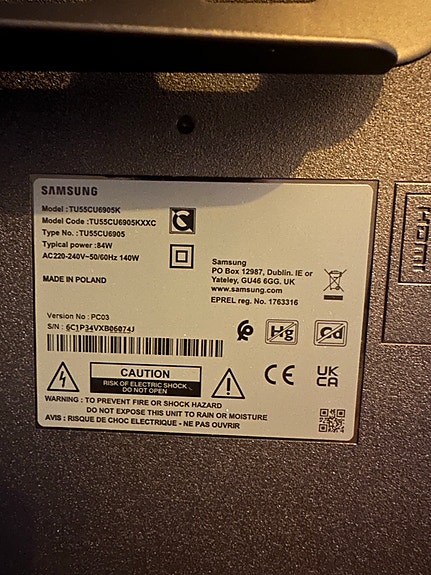 SAMSUNG
Model : TU55CU6905K
Model Code :TU55CU6905KXXC
Type No. :TU55CU6905
Typical power :84W
AC220-240V~50/60Hz 140W
MADE IN POLAND
Samsung
PO Box 12987, Dublin. IE or
Yateley, GU46 6GG. UK
www.samsung.com
EPREL reg. No. 1763316
Version No : PC03
S/N : 6C1P34VXB06074J
Hg
Cd
CAUTION
RISK OF ELECTRIC SHOCK
DO NOT OPEN
CE
UK
CA
WARNING : TO PREVENT FIRE OR SHOCK HAZARD
DO NOT EXPOSE THIS UNIT TO RAIN OR MOISTURE
AVIS : RISQUE DE CHOC ELECTRIQUE - NE PAS OUVRIR
HDMI